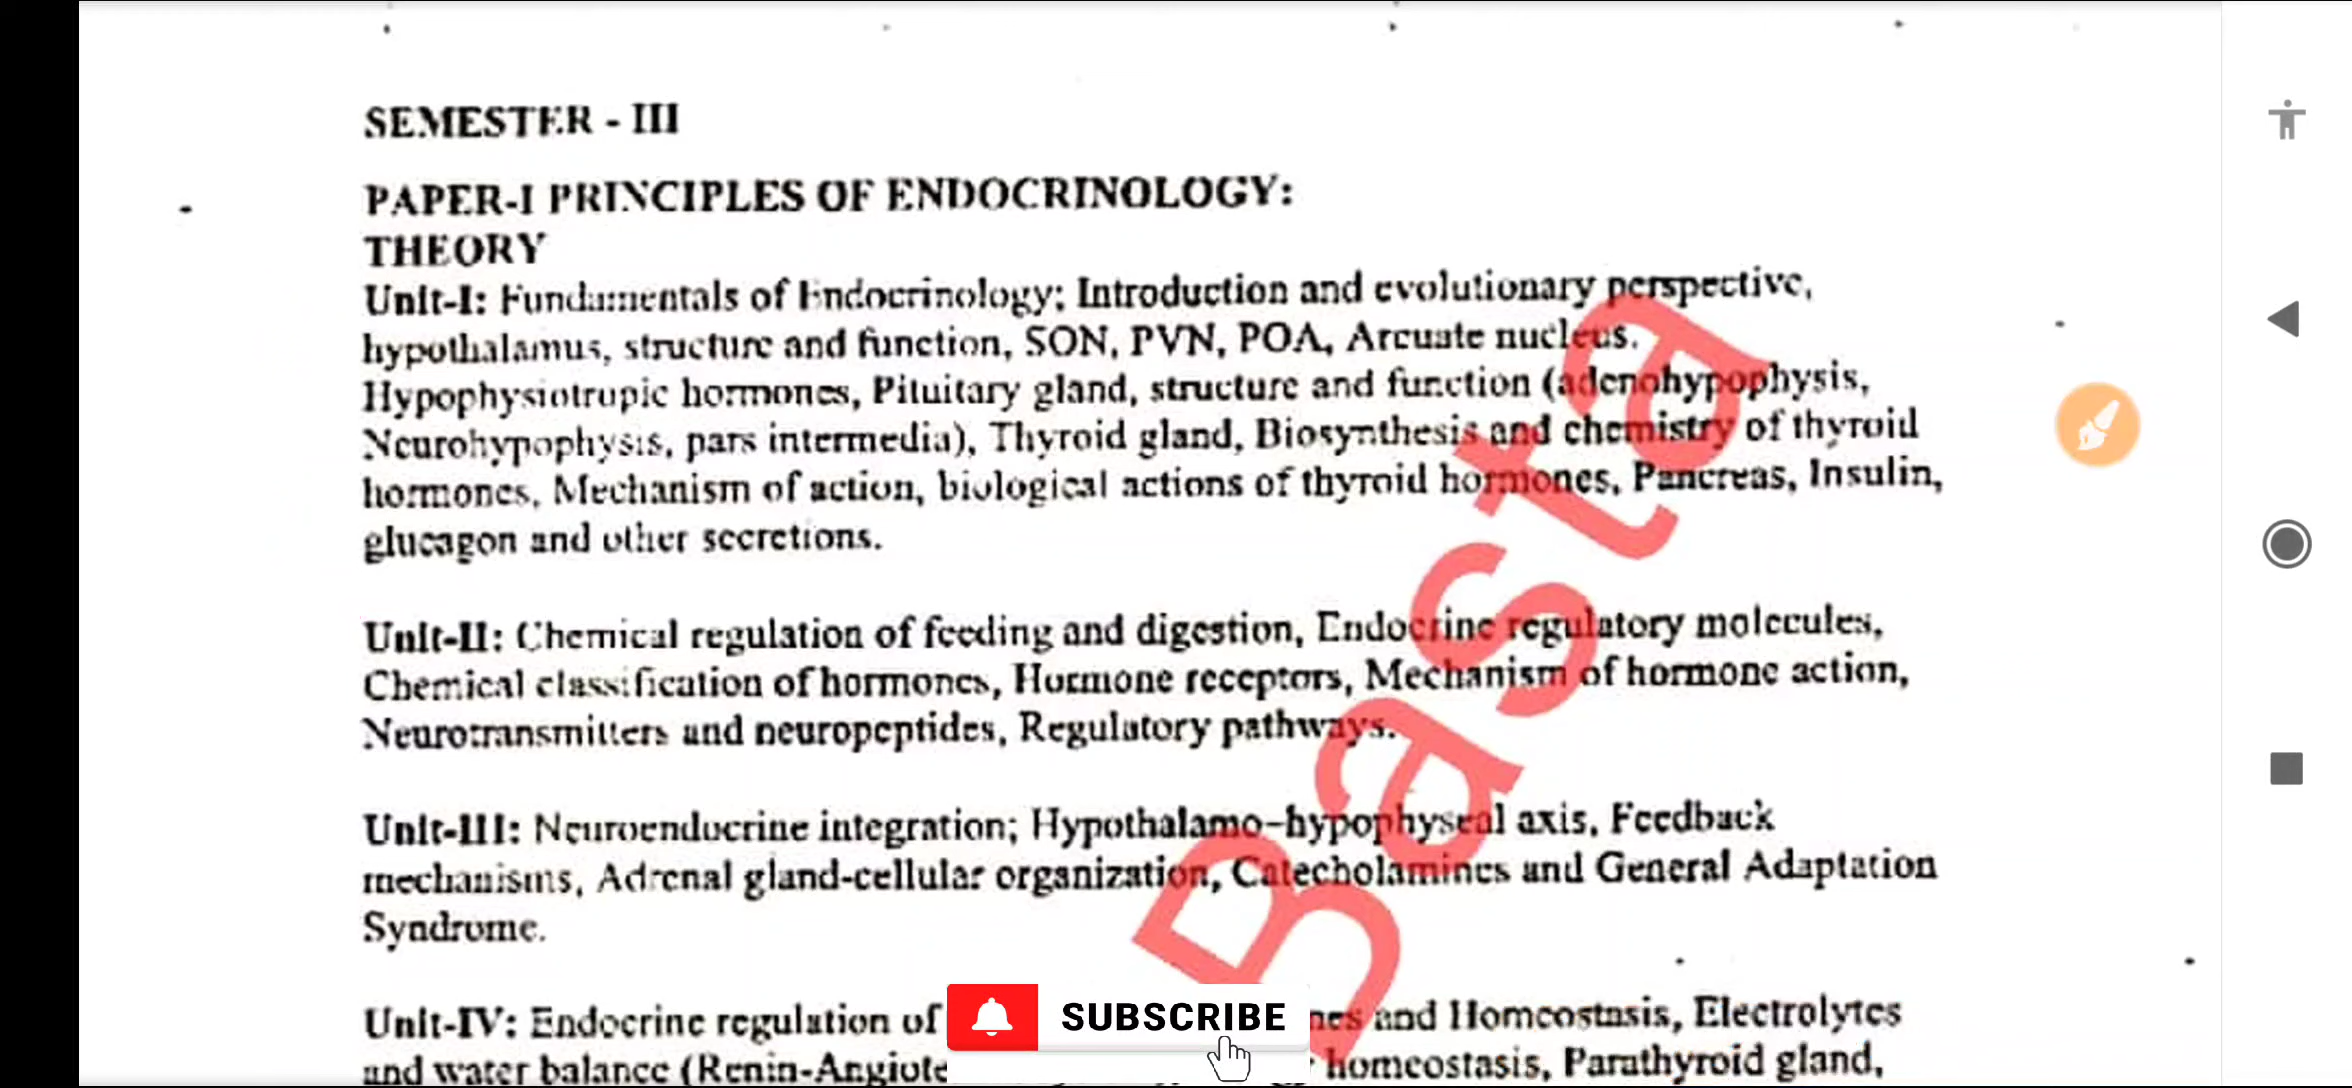 SEMESTER - III
PAPER-I PRINCIPLES OF ENDOCRINOLOGY:
THEORY
Unit-I: Fundamentals of Endocrinology; Introduction and evolutionary perspective,
hypothalamus, structure and function, SON, PVN, POA, Arcuate nucleus.
Hypophysiotropic hormones, Pituitary gland, structure and function (adenohypophysis,
Neurohypophysis, pars intermedia), Thyroid gland, Biosynthesis and chemistry of thyroid
hormones, Mechanism of action, biological actions of thyroid hormones, Pancreas, Insulin,
glucagon and other secretions.
Unit-II: Chemical regulation of feeding and digestion, Endocrine regulatory molecules,
Chemical classification of hormones, Hormone receptors, Mechanism of hormone action,
Neurotransmitters and neuropeptides, Regulatory pathways.
Unit-III: Neuroendocrine integration; Hypothalamo-hypophyseal axis, Feedback
mechanisms, Adrenal gland-cellular organization, Catecholamines and General Adaptation
Syndrome.
Unit-IV: Endocrine regulation of and Homeostasis, Electrolytes
and water balance (Renin-Angiote homeostasis, Parathyroid gland,
Basta
SUBSCRIBE